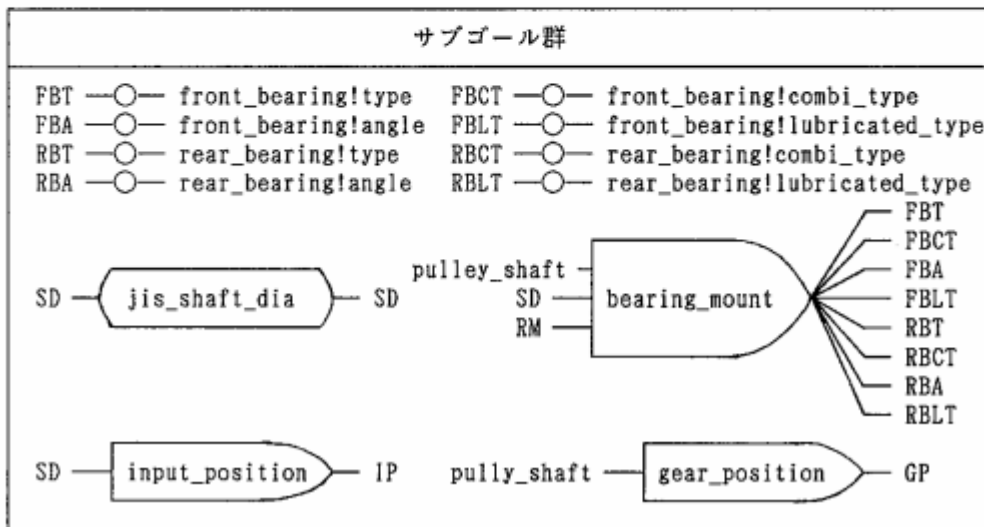 サブゴール群
FBT front_bearing!type FBCT front_bearing!combi_type
FBA front_bearing!angle FBLT front_bearing!lubricated_type
RBT rear_bearing!type RBCT rear_bearing!combi_type
RBA rear_bearing!angle RBLT rear_bearing!lubricated_type
SD jis_shaft_dia SD
pulley_shaft
SD
RM
bearing_mount
FBT
FBCT
FBA
FBLT
RBT
RBCT
RBA
RBLT
SD input_position IP
pully_shaft gear_position GP